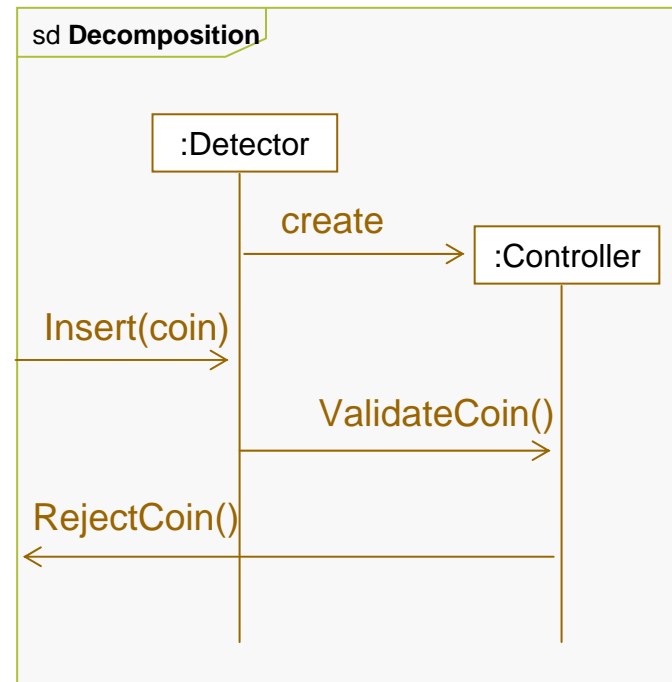 sd Decomposition
:Detector
create
:Controller
Insert(coin)
ValidateCoin()
RejectCoin()